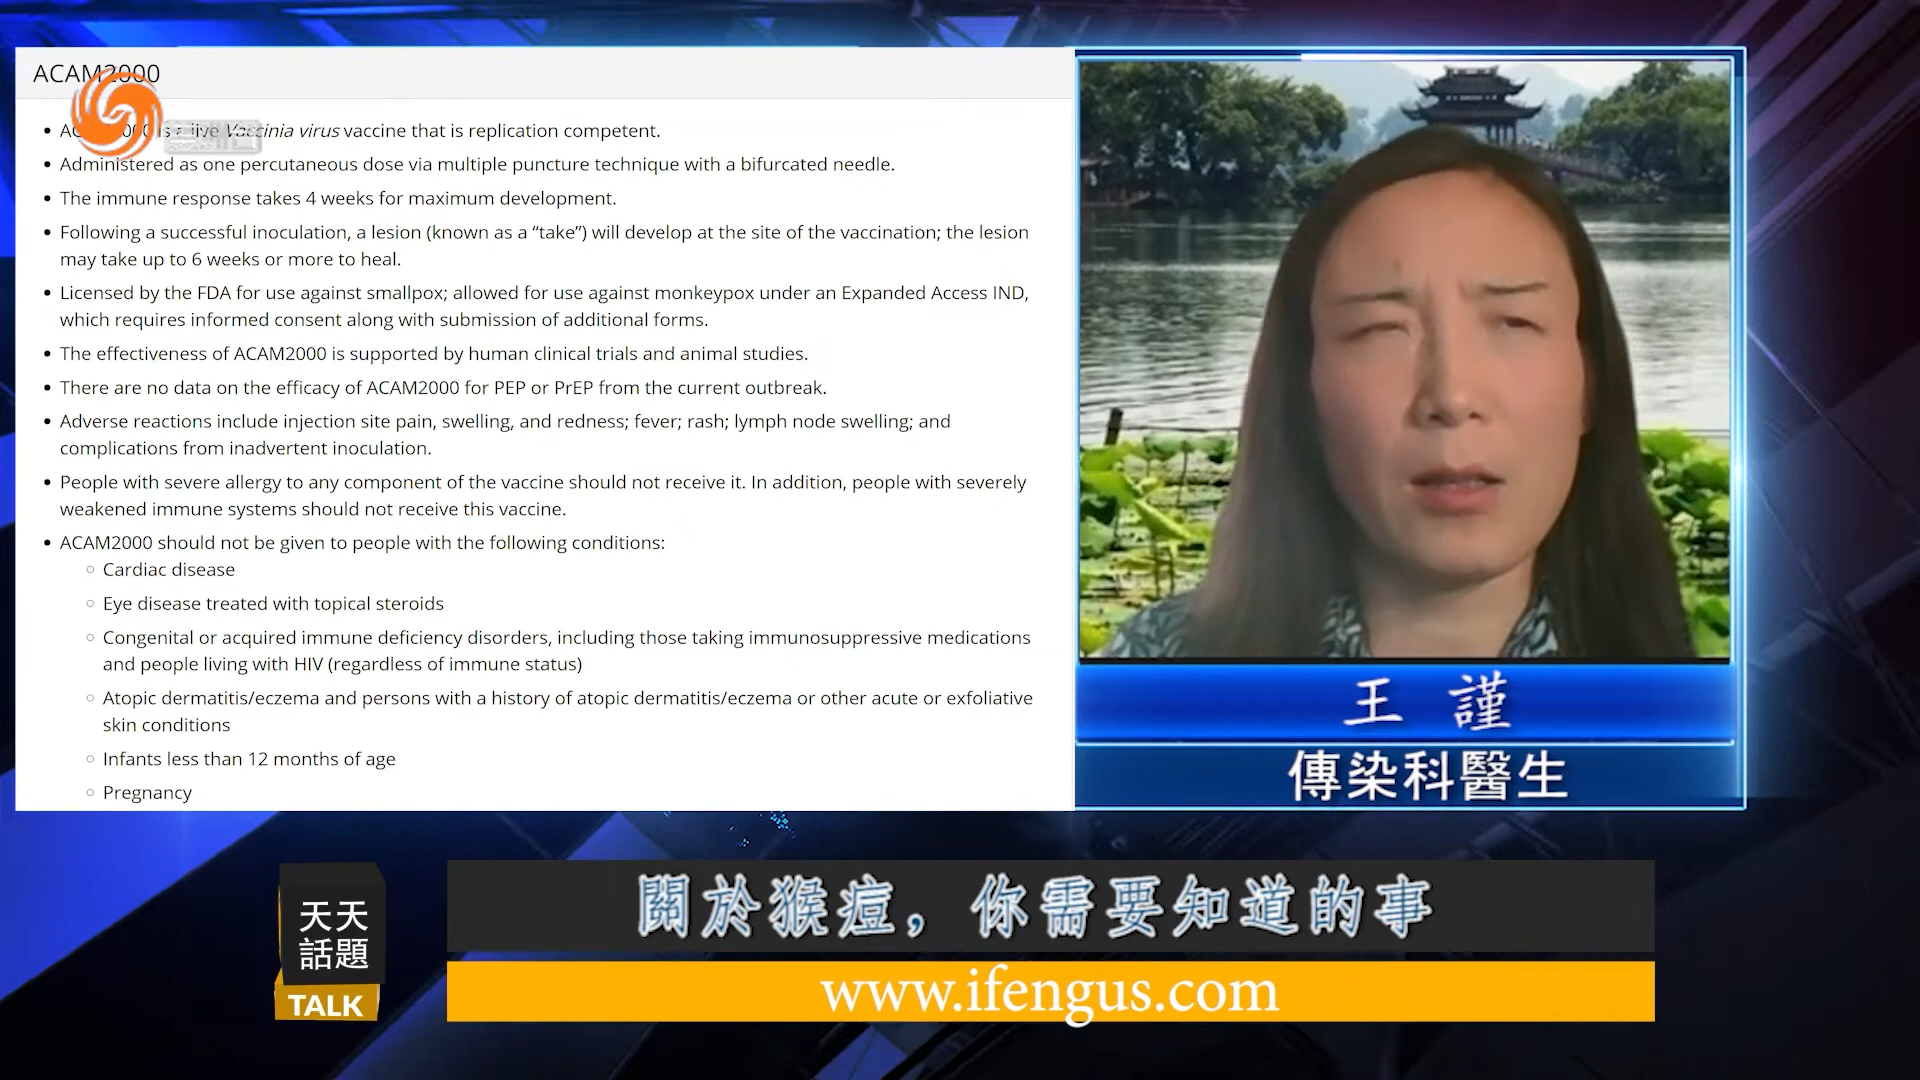 ACAM2000
• ACAM2000 is a live Vaccinia virus vaccine that is replication competent.
• Administered as one percutaneous dose via multiple puncture technique with a bifurcated needle.
• The immune response takes 4 weeks for maximum development.
• Following a successful inoculation, a lesion (known as a “take”) will develop at the site of the vaccination; the lesion
may take up to 6 weeks or more to heal.
• Licensed by the FDA for use against smallpox; allowed for use against monkeypox under an Expanded Access IND,
which requires informed consent along with submission of additional forms.
• The effectiveness of ACAM2000 is supported by human clinical trials and animal studies.
• There are no data on the efficacy of ACAM2000 for PEP or PrEP from the current outbreak.
• Adverse reactions include injection site pain, swelling, and redness; fever; rash; lymph node swelling; and
complications from inadvertent inoculation.
• People with severe allergy to any component of the vaccine should not receive it. In addition, people with severely
weakened immune systems should not receive this vaccine.
• ACAM2000 should not be given to people with the following conditions:
○ Cardiac disease
○ Eye disease treated with topical steroids
○ Congenital or acquired immune deficiency disorders, including those taking immunosuppressive medications
and people living with HIV (regardless of immune status)
○ Atopic dermatitis/eczema and persons with a history of atopic dermatitis/eczema or other acute or exfoliative
skin conditions
○ Infants less than 12 months of age
○ Pregnancy
王 謹
傳染科醫生
天天
話題
TALK
關於猴痘，你需要知道的事
www.ifengus.com